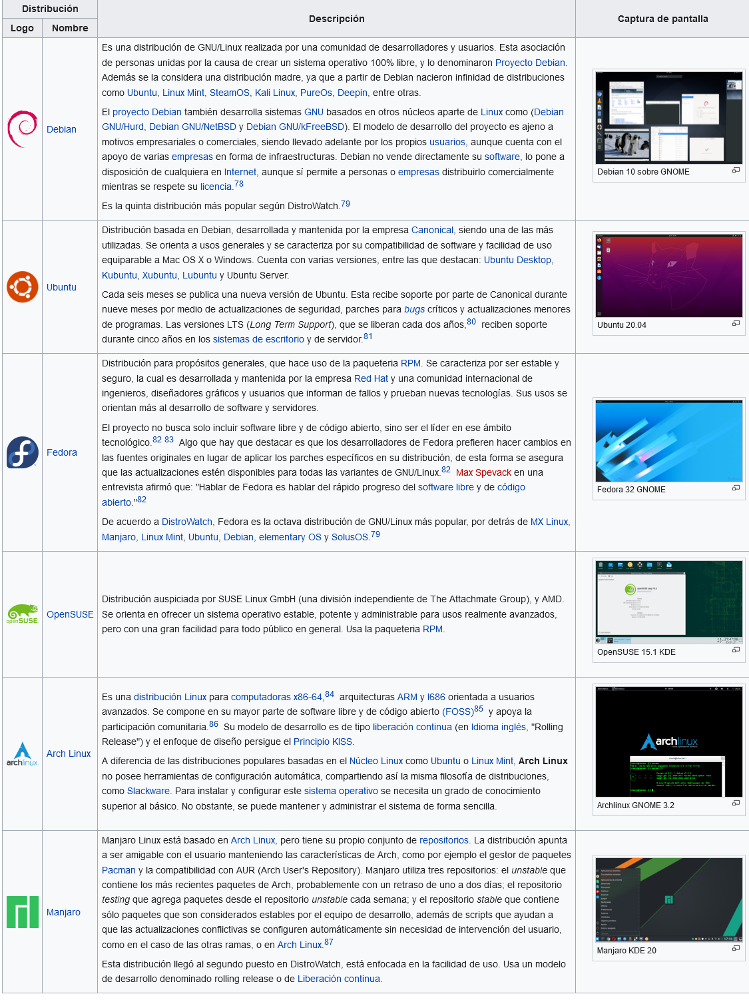 Distribución
Descripción
Captura de pantalla
Logo
Nombre
Debian
Es una distribución de GNU/Linux realizada por una comunidad de desarrolladores y usuarios. Esta asociación
de personas unidas por la causa de crear un sistema operativo 100% libre, y lo denominaron Proyecto Debian.
Además se la considera una distribución madre, ya que a partir de Debian nacieron infinidad de distribuciones
como Ubuntu, Linux Mint, SteamOS, Kali Linux, PureOs, Deepin, entre otras.
El proyecto Debian también desarrolla sistemas GNU basados en otros núcleos aparte de Linux como (Debian
GNU/Hurd, Debian GNU/NetBSD y Debian GNU/kFreeBSD). El modelo de desarrollo del proyecto es ajeno a
motivos empresariales o comerciales, siendo llevado adelante por los propios usuarios, aunque cuenta con el
apoyo de varias empresas en forma de infraestructuras. Debian no vende directamente su software, lo pone a
disposición de cualquiera en Internet, aunque sí permite a personas o empresas distribuirlo comercialmente
mientras se respete su licencia.78
Es la quinta distribución más popular según DistroWatch.79
Debian 10 sobre GNOME
Ubuntu
Distribución basada en Debian, desarrollada y mantenida por la empresa Canonical, siendo una de las más
utilizadas. Se orienta a usos generales y se caracteriza por su compatibilidad de software y facilidad de uso
equiparable a Mac OS X o Windows. Cuenta con varias versiones, entre las que destacan: Ubuntu Desktop,
Kubuntu, Xubuntu, Lubuntu y Ubuntu Server.
Cada seis meses se publica una nueva versión de Ubuntu. Esta recibe soporte por parte de Canonical durante
nueve meses por medio de actualizaciones de seguridad, parches para bugs críticos y actualizaciones menores
de programas. Las versiones LTS (Long Term Support), que se liberan cada dos años,80 reciben soporte
durante cinco años en los sistemas de escritorio y de servidor.81
Ubuntu 20.04
Fedora
Distribución para propósitos generales, que hace uso de la paqueteria RPM. Se caracteriza por ser estable y
seguro, la cual es desarrollada y mantenida por la empresa Red Hat y una comunidad internacional de
ingenieros, diseñadores gráficos y usuarios que informan de fallos y prueban nuevas tecnologías. Sus usos se
orientan más al desarrollo de software y servidores.
El proyecto no busca solo incluir software libre y de código abierto, sino ser el líder en ese ámbito
tecnológico.82 83 Algo que hay que destacar es que los desarrolladores de Fedora prefieren hacer cambios en
las fuentes originales en lugar de aplicar los parches específicos en su distribución, de esta forma se asegura
que las actualizaciones estén disponibles para todas las variantes de GNU/Linux.82 Max Spevack en una
entrevista afirmó que: "Hablar de Fedora es hablar del rápido progreso del software libre y de código
abierto."82
De acuerdo a DistroWatch, Fedora es la octava distribución de GNU/Linux más popular, por detrás de MX Linux,
Manjaro, Linux Mint, Ubuntu, Debian, elementary OS y SolusOS.79
Fedora 32 GNOME
openSUSE
OpenSUSE
Distribución auspiciada por SUSE Linux GmbH (una división independiente de The Attachmate Group), y AMD.
Se orienta en ofrecer un sistema operativo estable, potente y administrable para usos realmente avanzados,
pero con una gran facilidad para todo público en general. Usa la paqueteria RPM.
OpenSUSE 15.1 KDE
archlinux
Arch Linux
Es una distribución Linux para computadoras x86-64,84 arquitecturas ARM y I686 orientada a usuarios
avanzados. Se compone en su mayor parte de software libre y de código abierto (FOSS)85 y apoya la
participación comunitaria.86 Su modelo de desarrollo es de tipo liberación continua (en Idioma inglés, "Rolling
Release") y el enfoque de diseño persigue el Principio KISS.
A diferencia de las distribuciones populares basadas en el Núcleo Linux como Ubuntu o Linux Mint, Arch Linux
no posee herramientas de configuración automática, compartiendo así la misma filosofía de distribuciones,
como Slackware. Para instalar y configurar este sistema operativo se necesita un grado de conocimiento
superior al básico. No obstante, se puede mantener y administrar el sistema de forma sencilla.
archlinux
Archlinux GNOME 3.2
Manjaro
Manjaro Linux está basado en Arch Linux, pero tiene su propio conjunto de repositorios. La distribución apunta
a ser amigable con el usuario manteniendo las características de Arch, como por ejemplo el gestor de paquetes
Pacman y la compatibilidad con AUR (Arch User's Repository). Manjaro utiliza tres repositorios: el unstable que
contiene los más recientes paquetes de Arch, probablemente con un retraso de uno a dos días; el repositorio
testing que agrega paquetes desde el repositorio unstable cada semana; y el repositorio stable que contiene
sólo paquetes que son considerados estables por el equipo de desarrollo, además de scripts que ayudan a
que las actualizaciones conflictivas se configuren automáticamente sin necesidad de intervención del usuario,
como en el caso de las otras ramas, o en Arch Linux.87
Esta distribución llegó al segundo puesto en DistroWatch, está enfocada en la facilidad de uso. Usa un modelo
de desarrollo denominado rolling release o de Liberación continua.
Manjaro KDE 20